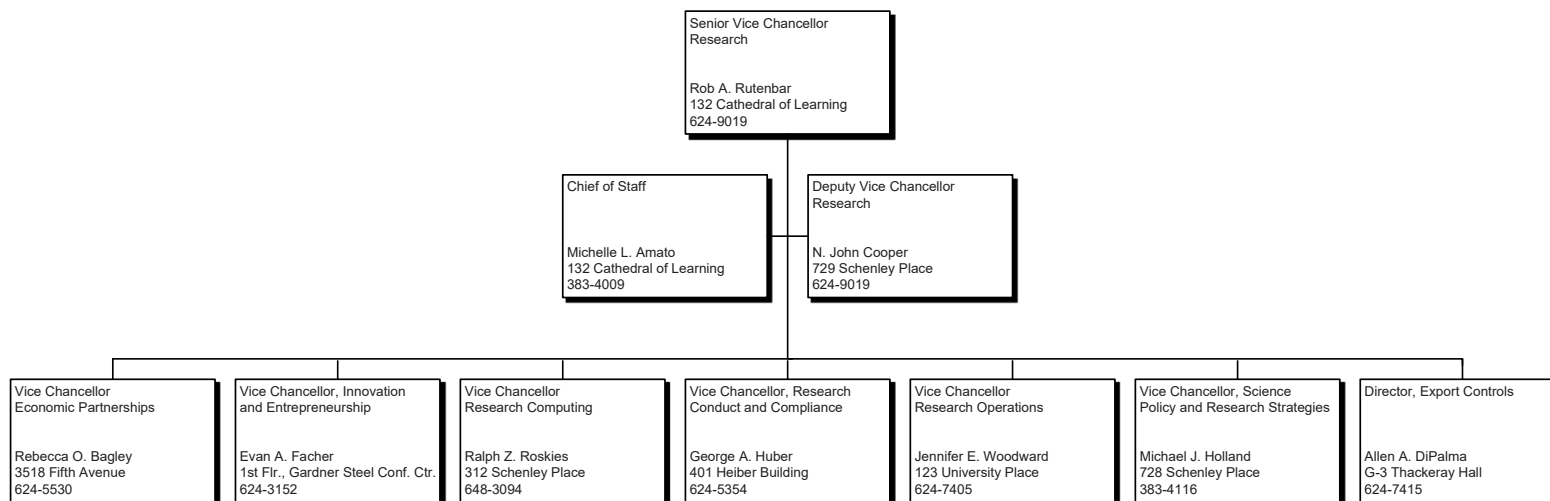 Senior Vice Chancellor
Research
Rob A. Rutenbar
132 Cathedral of Learning
624-9019
Chief of Staff
Michelle L. Amato
132 Cathedral of Learning
383-4009
Deputy Vice Chancellor
Research
N. John Cooper
729 Schenley Place
624-9019
Vice Chancellor
Economic Partnerships
Rebecca O. Bagley
3518 Fifth Avenue
624-5530
Vice Chancellor, Innovation
and Entrepreneurship
Evan A. Facher
1st Flr., Gardner Steel Conf. Ctr.
624-3152
Vice Chancellor
Research Computing
Ralph Z. Roskies
312 Schenley Place
648-3094
Vice Chancellor, Research
Conduct and Compliance
George A. Huber
401 Heiber Building
624-5354
Vice Chancellor
Research Operations
Jennifer E. Woodward
123 University Place
624-7405
Vice Chancellor, Science
Policy and Research Strategies
Michael J. Holland
728 Schenley Place
383-4116
Director, Export Controls
Allen A. DiPalma
G-3 Thackeray Hall
624-7415